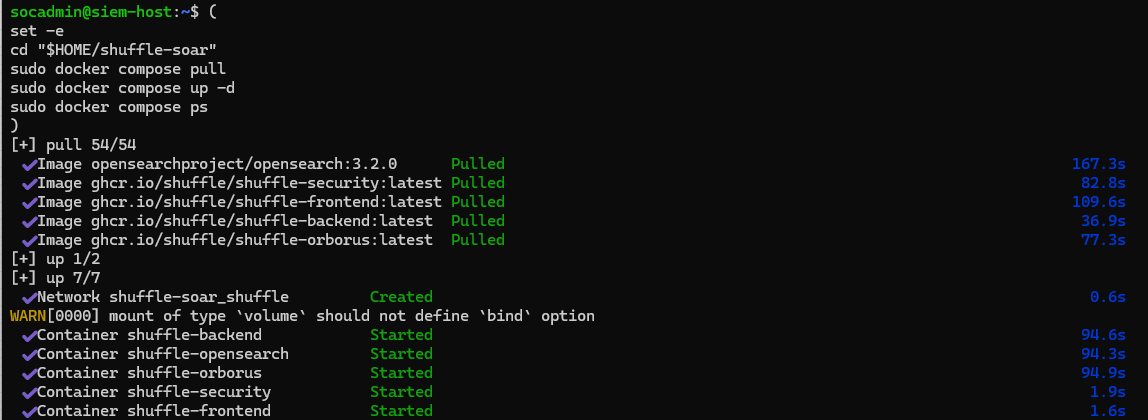 socadmin@siem-host:~$ (
set -e
cd "$HOME/shuffle-soar"
sudo docker compose pull
sudo docker compose up -d
sudo docker compose ps
)
[+] pull 54/54
✔Image opensearchproject/opensearch:3.2.0 Pulled 167.3s
✔Image ghcr.io/shuffle/shuffle-security:latest Pulled 82.8s
✔Image ghcr.io/shuffle/shuffle-frontend:latest Pulled 109.6s
✔Image ghcr.io/shuffle/shuffle-backend:latest Pulled 36.9s
✔Image ghcr.io/shuffle/shuffle-orborus:latest Pulled 77.3s
[+] up 1/2
[+] up 7/7
✔Network shuffle-soar_shuffle Created 0.6s
WARN[0000] mount of type `volume` should not define `bind` option
✔Container shuffle-backend Started 94.6s
✔Container shuffle-opensearch Started 94.3s
✔Container shuffle-orborus Started 94.9s
✔Container shuffle-security Started 1.9s
✔Container shuffle-frontend Started 1.6s